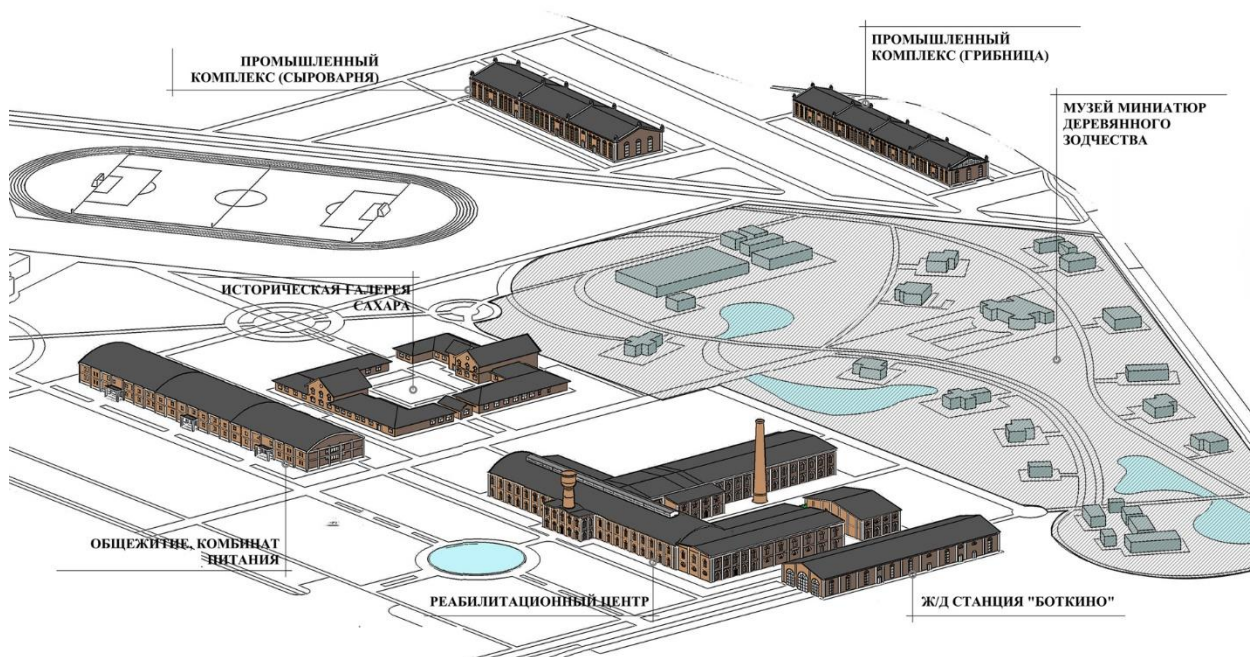 ПРОМЫШЛЕННЫЙ
КОМПЛЕКС (СЫРОВАРНЯ)
ПРОМЫШЛЕННЫЙ
КОМПЛЕКС (ГРИБНИЦА)
МУЗЕЙ МИНИАТЮР
ДЕРЕВЯННОГО
ЗОДЧЕСТВА
ИСТОРИЧЕСКАЯ ГАЛЕРЕЯ
САХАРА
ОБЩЕЖИТИЕ, КОМБИНАТ
ПИТАНИЯ
РЕАБИЛИТАЦИОННЫЙ ЦЕНТР
Ж/Д СТАНЦИЯ "БОТКИНО"